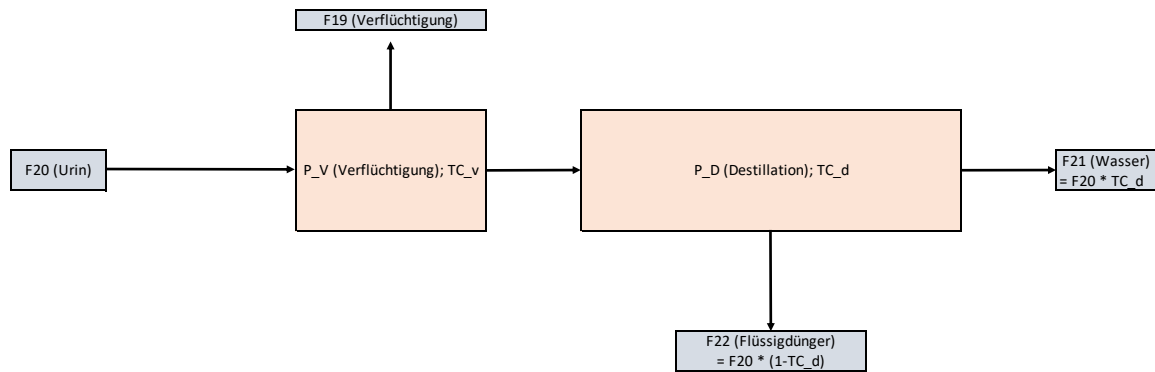 F19 (Verflüchtigung)
F20 (Urin)
P_V (Verflüchtigung); TC_v
P_D (Destillation); TC_d
F21 (Wasser)
= F20 * TC_d
F22 (Flüssigdünger)
= F20 * (1-TC_d)